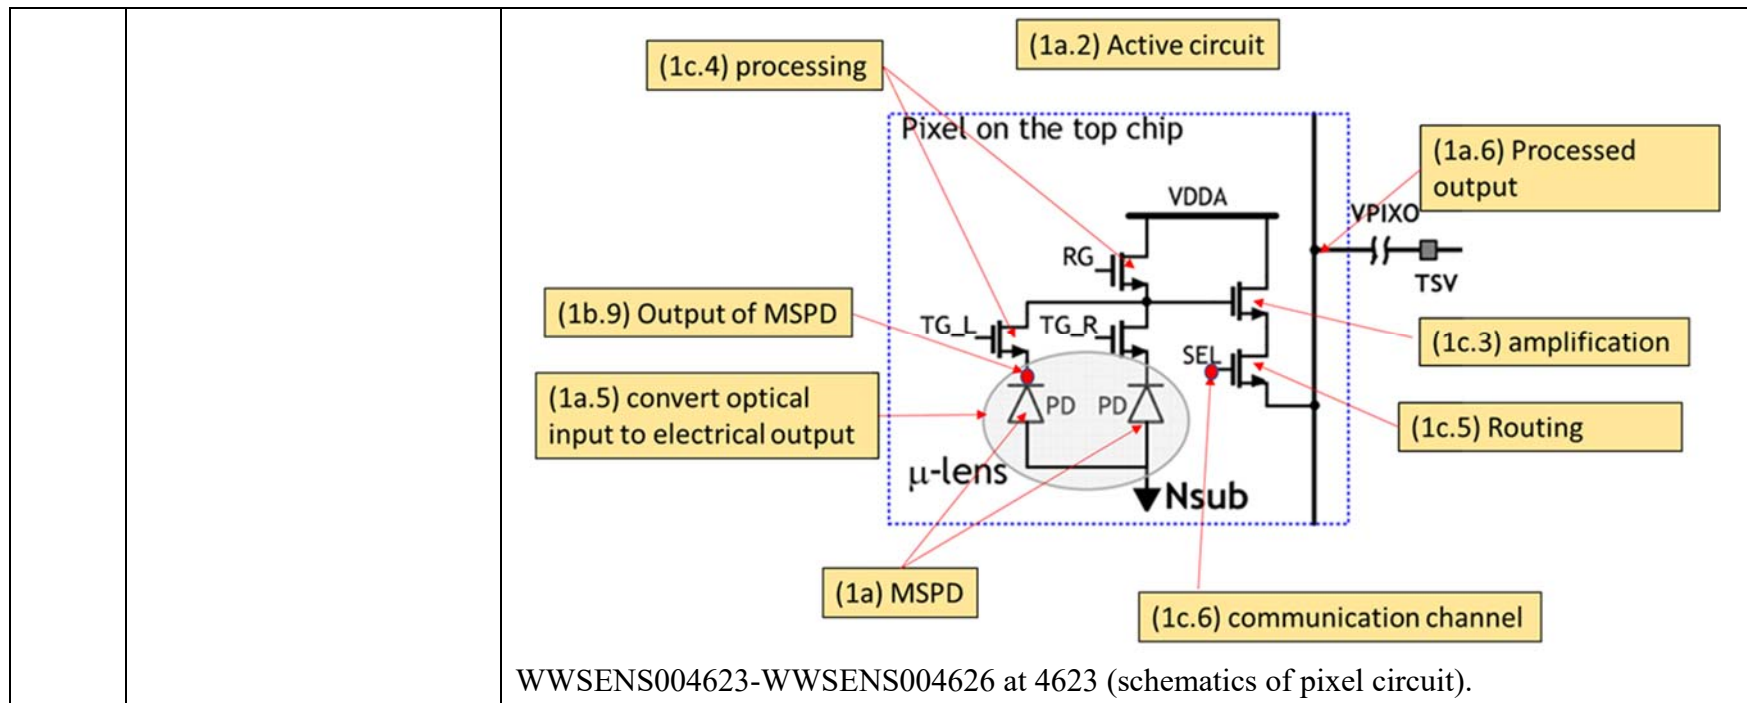 (1a.2) Active circuit
(1c.4) processing
Pixel on the top chip
(1a.6) Processed
output
VDDA
VPIXO
RG
TSV
(1b.9) Output of MSPD
TG_L
TG_R
(1c.3) amplification
SEL
(1a.5) convert optical
input to electrical output
PD
PD
(1c.5) Routing
μ-lens
Nsub
(1a) MSPD
(1c.6) communication channel
WWSENS004623-WWSENS004626 at 4623 (schematics of pixel circuit).